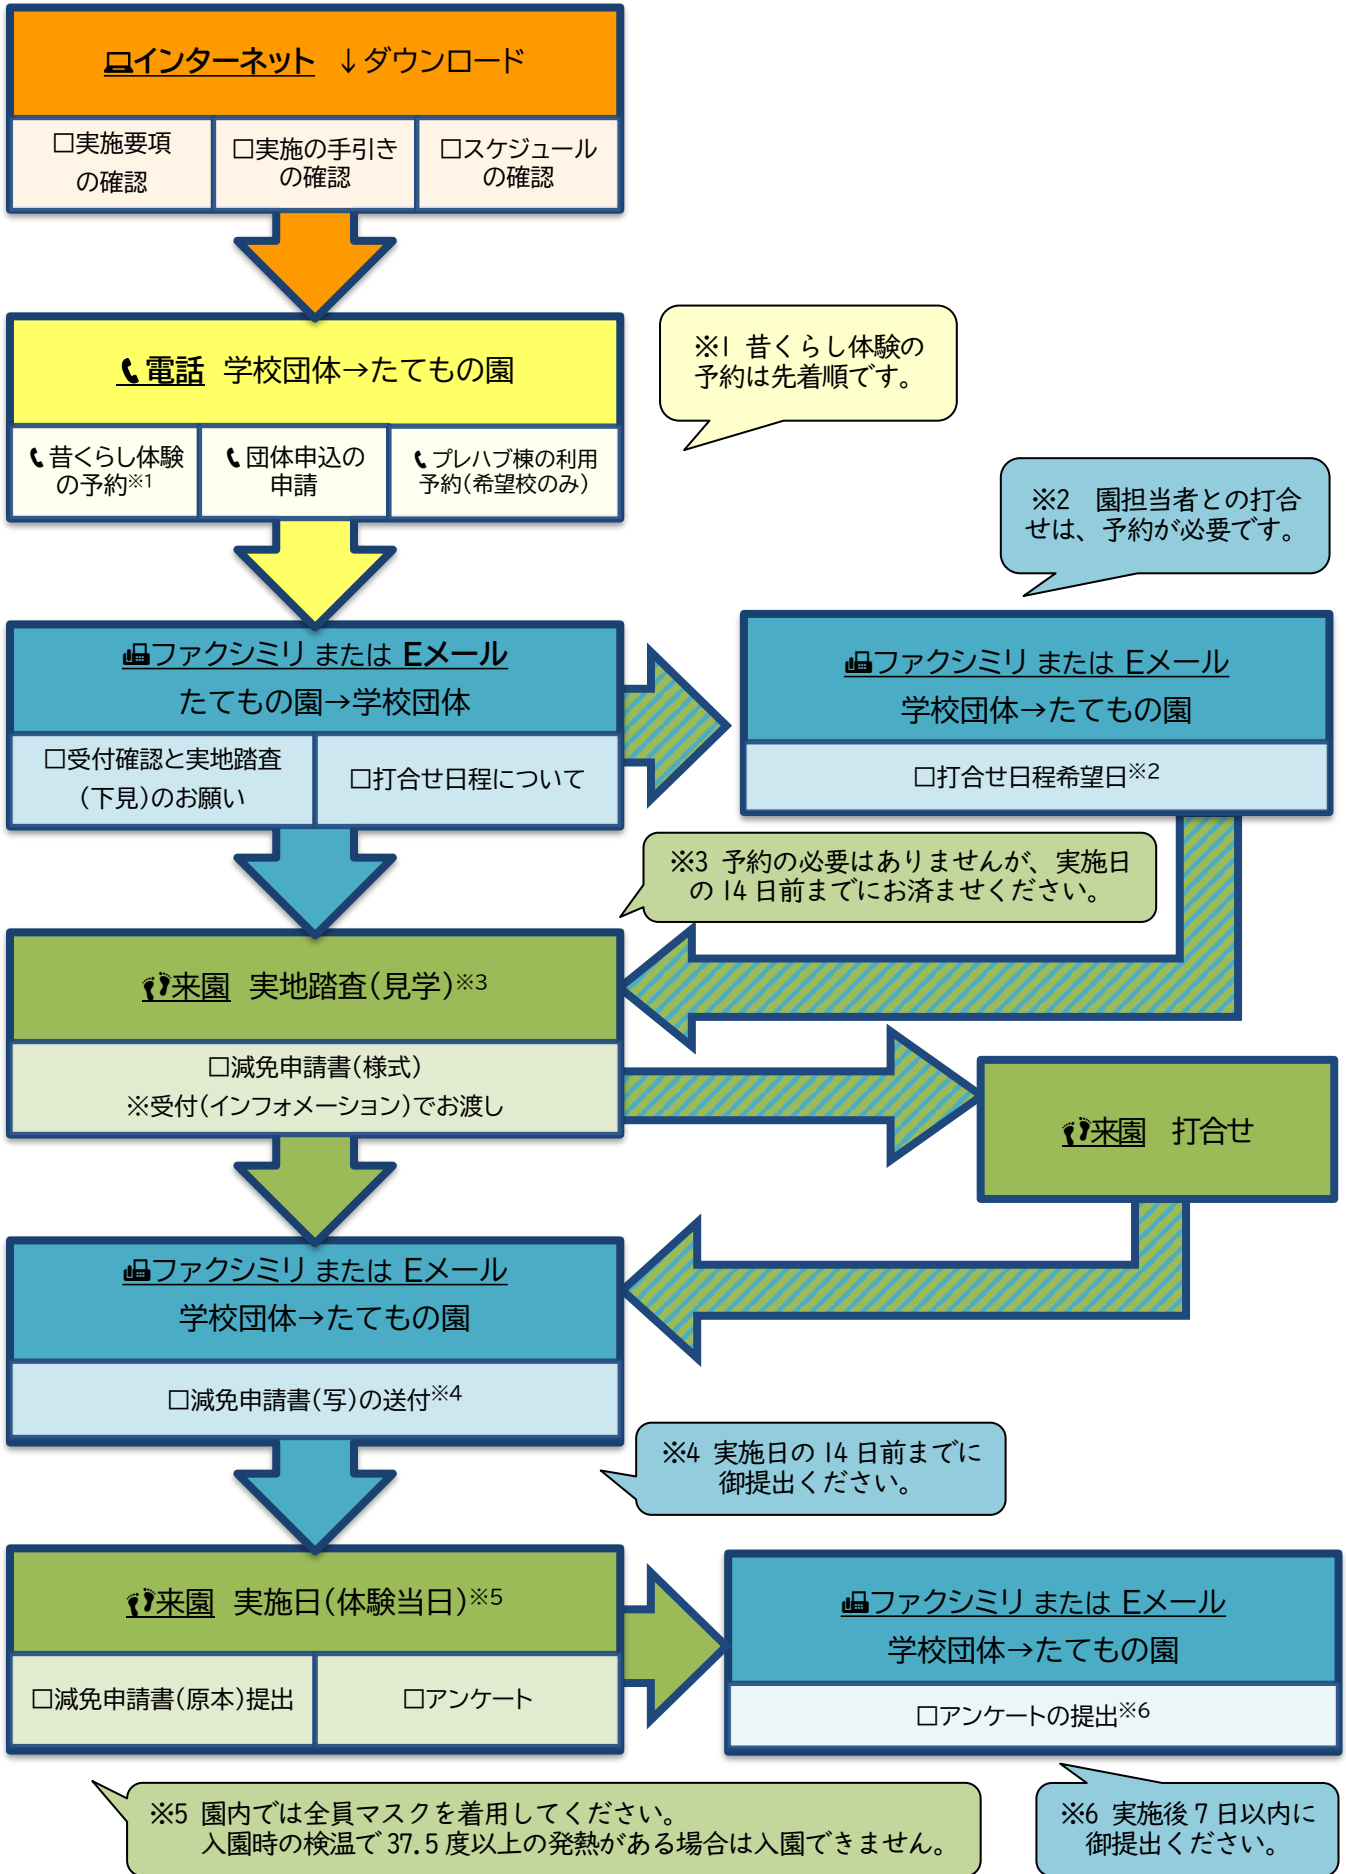 インターネット ↓ダウンロード
□実施要項
の確認
□実施の手引き
の確認
□スケジュール
の確認
電話 学校団体→たてもの園
昔くらし体験
の予約※1
団体申込の
申請
プレハブ棟の利用
予約(希望校のみ)
※1 昔くらし体験の
予約は先着順です。
※2 園担当者との打合
せは、予約が必要です。
ファクシミリ または Eメール
たてもの園→学校団体
□受付確認と実地踏査
(下見)のお願い
□打合せ日程について
ファクシミリ または Eメール
学校団体→たてもの園
□打合せ日程希望日※2
※3 予約の必要はありませんが、実施日
の14日前までにお済ませください。
来園 実地踏査(見学)※3
□減免申請書(様式)
※受付(インフォメーション)でお渡し
来園 打合せ
ファクシミリ または Eメール
学校団体→たてもの園
□減免申請書(写)の送付※4
※4 実施日の14日前までに
御提出ください。
来園 実施日(体験当日)※5
□減免申請書(原本)提出
□アンケート
ファクシミリ または Eメール
学校団体→たてもの園
□アンケートの提出※6
※5 園内では全員マスクを着用してください。
入園時の検温で37.5度以上の発熱がある場合は入園できません。
※6 実施後7日以内に
御提出ください。